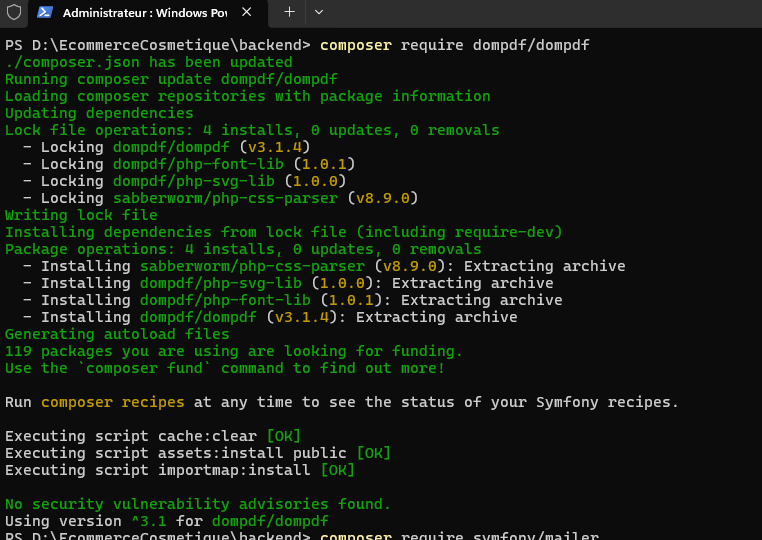 Administrateur : Windows Po
PS D:\EcommerceCosmetique\backend> composer require dompdf/dompdf
./composer.json has been updated
Running composer update dompdf/dompdf
Loading composer repositories with package information
Updating dependencies
Lock file operations: 4 installs, 0 updates, 0 removals
  - Locking dompdf/dompdf (v3.1.4)
  - Locking dompdf/php-font-lib (1.0.1)
  - Locking dompdf/php-svg-lib (1.0.0)
  - Locking sabberworm/php-css-parser (v8.9.0)
Writing lock file
Installing dependencies from lock file (including require-dev)
Package operations: 4 installs, 0 updates, 0 removals
  - Installing sabberworm/php-css-parser (v8.9.0): Extracting archive
  - Installing dompdf/php-svg-lib (1.0.0): Extracting archive
  - Installing dompdf/php-font-lib (1.0.1): Extracting archive
  - Installing dompdf/dompdf (v3.1.4): Extracting archive
Generating autoload files
119 packages you are using are looking for funding.
Use the `composer fund` command to find out more!
Run composer recipes at any time to see the status of your Symfony recipes.
Executing script cache:clear [OK]
Executing script assets:install public [OK]
Executing script importmap:install [OK]
No security vulnerability advisories found.
Using version ^3.1 for dompdf/dompdf
PS D:\EcommerceCosmetique\backend> composer require symfony/mailer